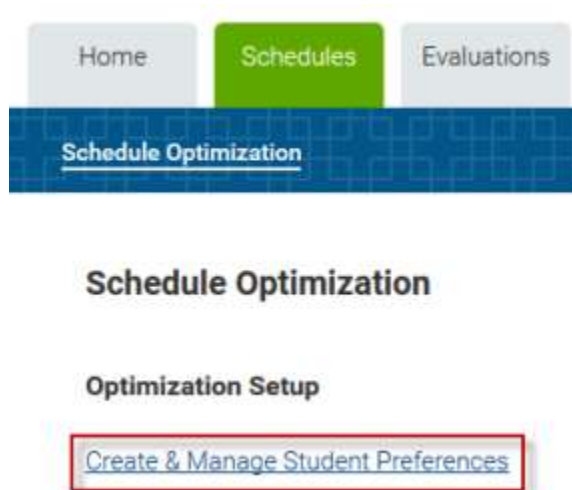 Home Schedules Evaluations
Schedule Optimization
Schedule Optimization
Optimization Setup
Create & Manage Student Preferences